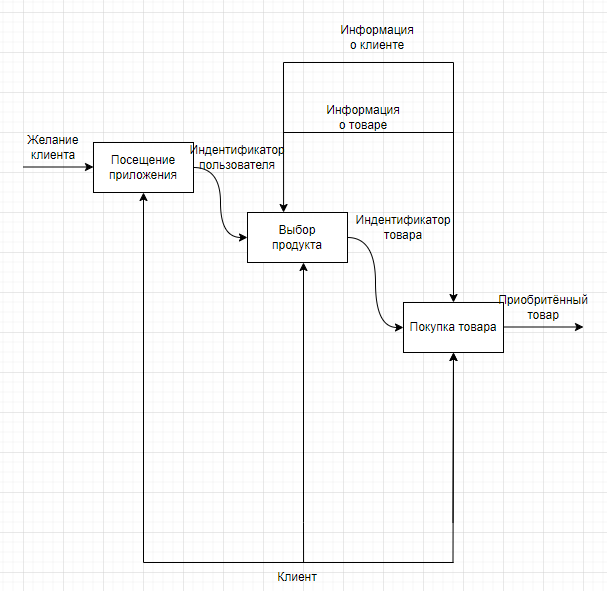 Информация
о клиенте
Информация
о товаре
Желание
клиента
Посещение
приложения
Индентификатор
пользователя
Выбор
продукта
Индентификатор
товара
Покупка товара
Приобритённый
товар
Клиент